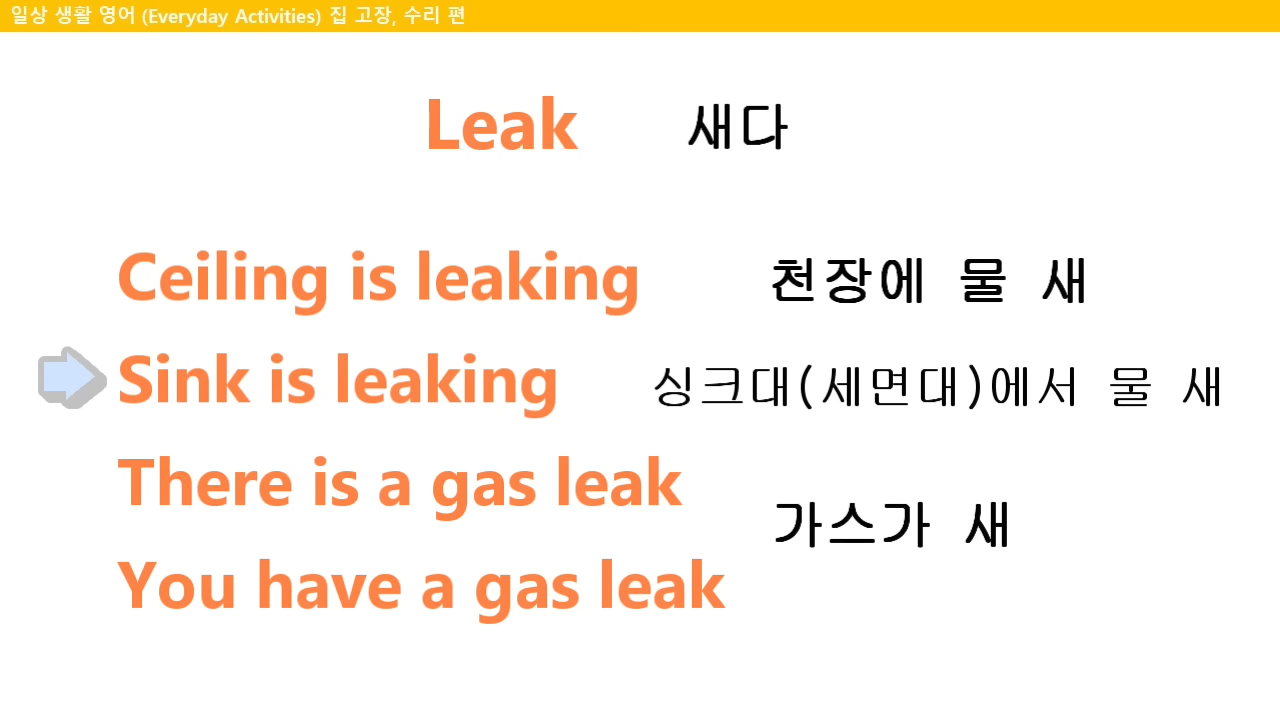 일상 생활 영어 (Everyday Activities) 집 고장, 수리 편
Leak 새다
Ceiling is leaking 천장에 물 새
Sink is leaking 싱크대(세면대)에서 물 새
There is a gas leak
가스가 새
You have a gas leak